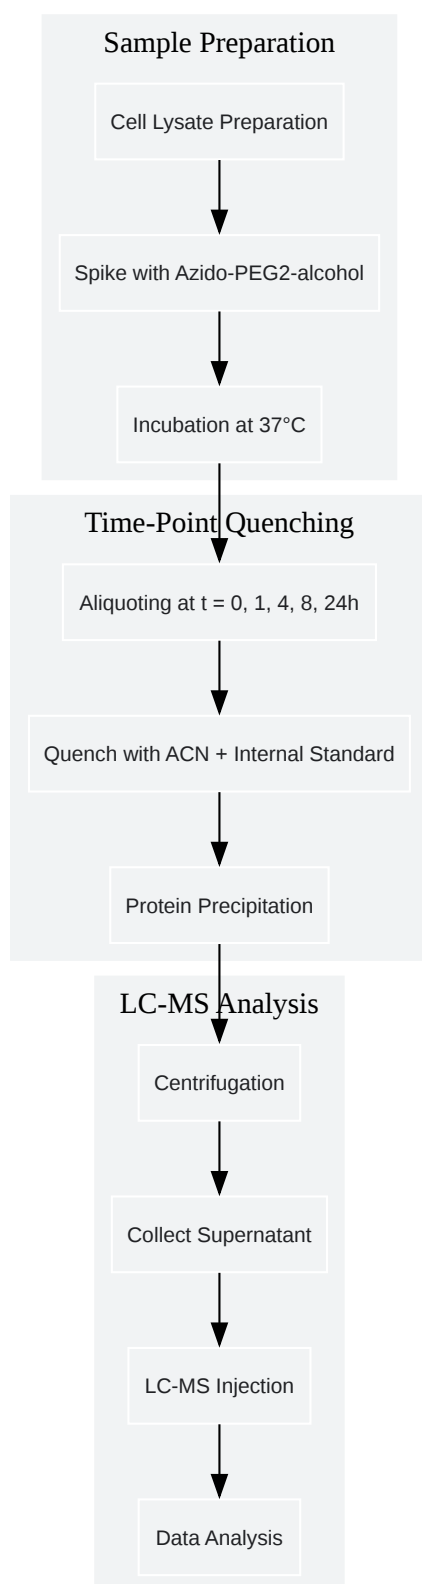 Sample Preparation
Cell Lysate Preparation
Spike with Azido-PEG2-alcohol
Incubation at 37°C
Time-Point Quenching
Aliquoting at t = 0, 1, 4, 8, 24h
Quench with ACN + Internal Standard
Protein Precipitation
LC-MS Analysis
Centrifugation
Collect Supernatant
LC-MS Injection
Data Analysis